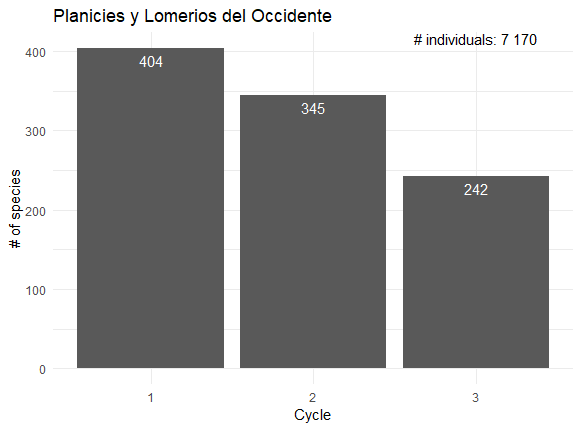 Planicies y Lomerios del Occidente
# individuals: 7 170
# of species
400
300
200
100
0
404
345
242
1
2
3
Cycle